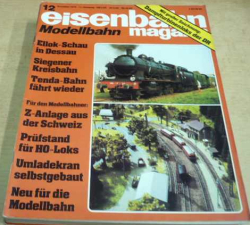 12
eisenbahn
Modellbahn magazin
Ellok-Schau
in Dessau
Siegener
Kreisbahn
Tenda-Bahn
fährt wieder
Für den Modellbahner:
Z-Anlage aus
der Schweiz
Prüfstand
für HO-Loks
Umladekran
selbstgebaut
Neu für die
Modellbahn